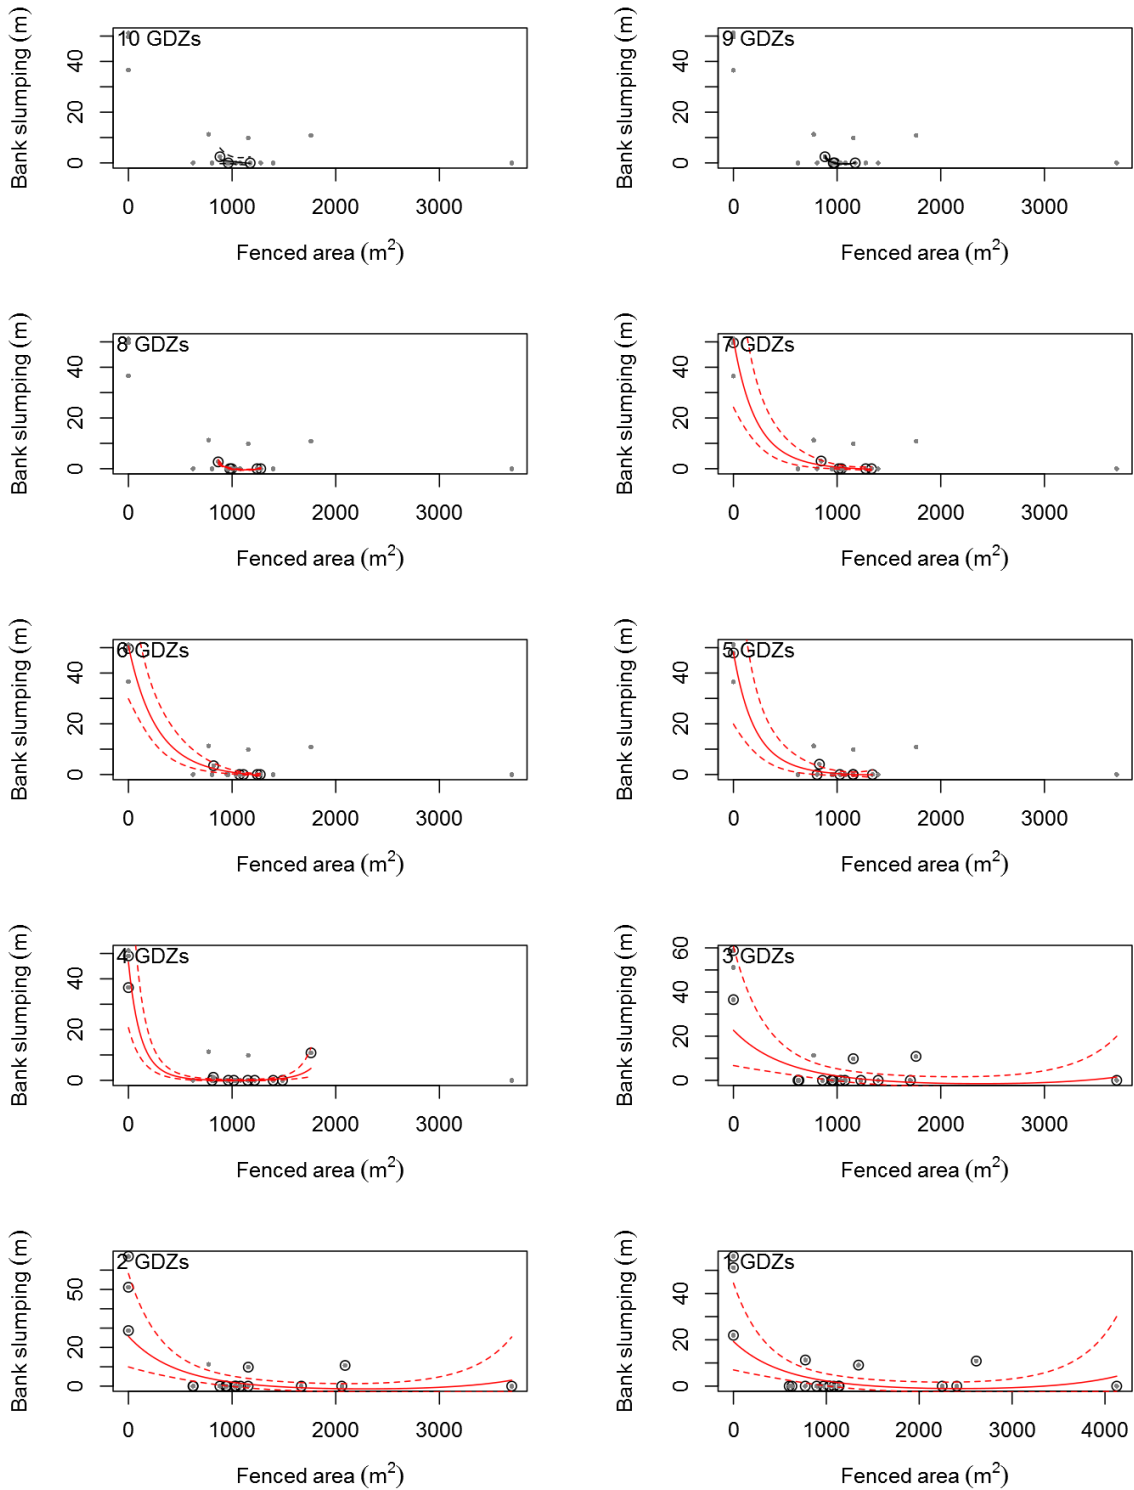 10 GDZs
Bank slumping (m)
0 20 40
0 1000 2000 3000
Fenced area (m²)
9 GDZs
Bank slumping (m)
0 20 40
0 1000 2000 3000
Fenced area (m²)
8 GDZs
Bank slumping (m)
0 20 40
0 1000 2000 3000
Fenced area (m²)
7 GDZs
Bank slumping (m)
0 20 40
0 1000 2000 3000
Fenced area (m²)
6 GDZs
Bank slumping (m)
0 20 40
0 1000 2000 3000
Fenced area (m²)
5 GDZs
Bank slumping (m)
0 20 40
0 1000 2000 3000
Fenced area (m²)
4 GDZs
Bank slumping (m)
0 20 40
0 1000 2000 3000
Fenced area (m²)
3 GDZs
Bank slumping (m)
0 20 40 60
0 1000 2000 3000
Fenced area (m²)
2 GDZs
Bank slumping (m)
0 20 50
0 1000 2000 3000
Fenced area (m²)
1 GDZs
Bank slumping (m)
0 20 40
0 1000 2000 3000 4000
Fenced area (m²)